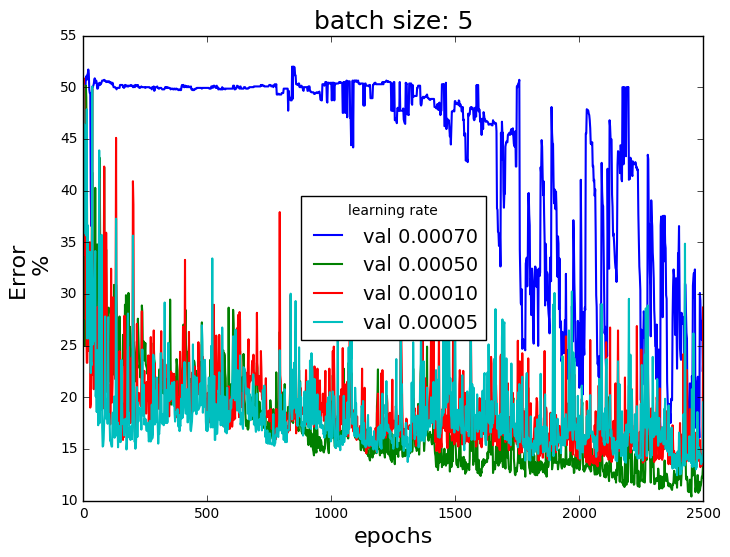 batch size: 5
55
50
45
40
35
30
25
20
15
10
Error
%
learning rate
val 0.00070
val 0.00050
val 0.00010
val 0.00005
0
500
1000
1500
2000
2500
epochs